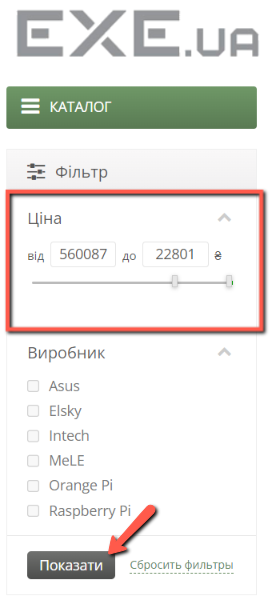 EXE.UA
КАТАЛОГ
Фільтр
Ціна
від 560087 до 22801 ₴
Виробник
Asus
Elsky
Intech
MeLE
Orange Pi
Raspberry Pi
Показати Сбросить фильтры